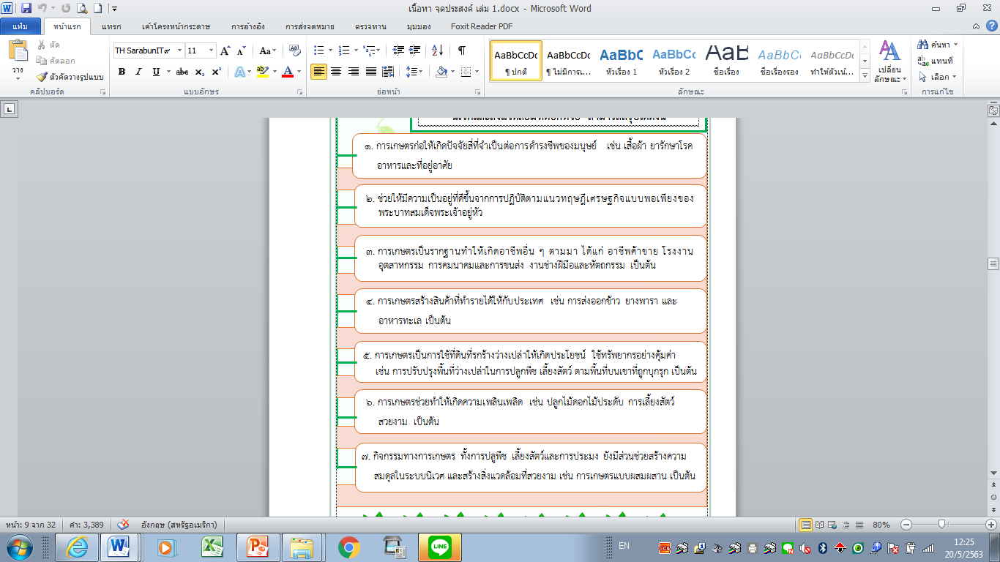 เนื้อหา จุดประสงค์ เล่ม 1.docx - Microsoft Word
แฟ้ม หน้าแรก แทรก เค้าโครงหน้ากระดาษ การอ้างอิง การส่งจดหมาย ตรวจทาน มุมมอง Foxit Reader PDF
วาง
ตัด
คัดลอก
ตัวคัดวางรูปแบบ
คลิปบอร์ด
TH SarabunIT๙ 11
แบบอักษร
ย่อหน้า
AaBbCcDc AaBbCcDc AaBbC AaBbCc AaB AaBbCc AaBbCcDc
¶ ปกติ ¶ ไม่มีการเ... หัวเรื่อง 1 หัวเรื่อง 2 ชื่อเรื่อง ชื่อเรื่องรอง ทำให้ตัวเน้...
ลักษณะ
เปลี่ยน
ลักษณะ
ค้นหา
แทนที่
เลือก
การแก้ไข
๑. การเกษตรก่อให้เกิดปัจจัยสี่ที่จำเป็นต่อการดำรงชีพของมนุษย์ เช่น เสื้อผ้า ยารักษาโรค
อาหารและที่อยู่อาศัย
๒. ช่วยให้มีความเป็นอยู่ที่ดีขึ้นจากการปฏิบัติตามแนวทฤษฎีเศรษฐกิจแบบพอเพียงของ
พระบาทสมเด็จพระเจ้าอยู่หัว
๓. การเกษตรเป็นรากฐานทำให้เกิดอาชีพอื่น ๆ ตามมา ได้แก่ อาชีพค้าขาย โรงงาน
อุตสาหกรรม การคมนาคมและการขนส่ง งานช่างฝีมือและหัตถกรรม เป็นต้น
๔. การเกษตรสร้างสินค้าที่ทำรายได้ให้กับประเทศ เช่น การส่งออกข้าว ยางพารา และ
อาหารทะเล เป็นต้น
๕. การเกษตรเป็นการใช้ที่ดินที่รกร้างว่างเปล่าให้เกิดประโยชน์ ใช้ทรัพยากรอย่างคุ้มค่า
เช่น การปรับปรุงพื้นที่ว่างเปล่าในการปลูกพืช เลี้ยงสัตว์ ตามพื้นที่บนเขาที่ถูกบุกรุก เป็นต้น
๖. การเกษตรช่วยทำให้เกิดความเพลินเพลิด เช่น ปลูกไม้ดอกไม้ประดับ การเลี้ยงสัตว์
สวยงาม เป็นต้น
๗. กิจกรรมทางการเกษตร ทั้งการปลูพืช เลี้ยงสัตว์และการประมง ยังมีส่วนช่วยสร้างความ
สมดุลในระบบนิเวศ และสร้างสิ่งแวดล้อมที่สวยงาม เช่น การเกษตรแบบผสมผสาน เป็นต้น
หน้า: 9 จาก 32 คำ: 3,389 อังกฤษ (สหรัฐอเมริกา) 80%
LINE
EN
12:25
20/5/2563